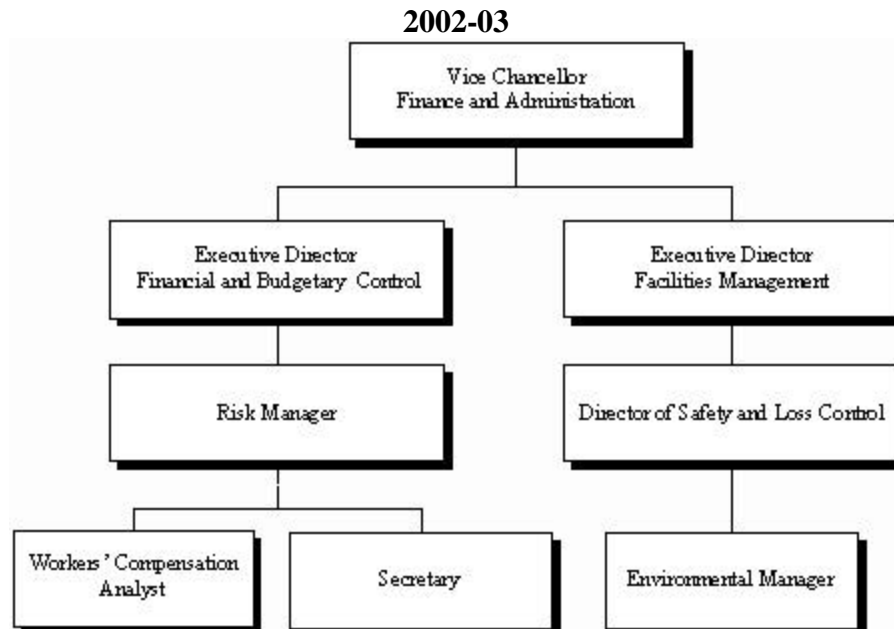 2002-03
Vice Chancellor
Finance and Administration
Executive Director
Financial and Budgetary Control
Executive Director
Facilities Management
Risk Manager
Director of Safety and Loss Control
Workers' Compensation
Analyst
Secretary
Environmental Manager